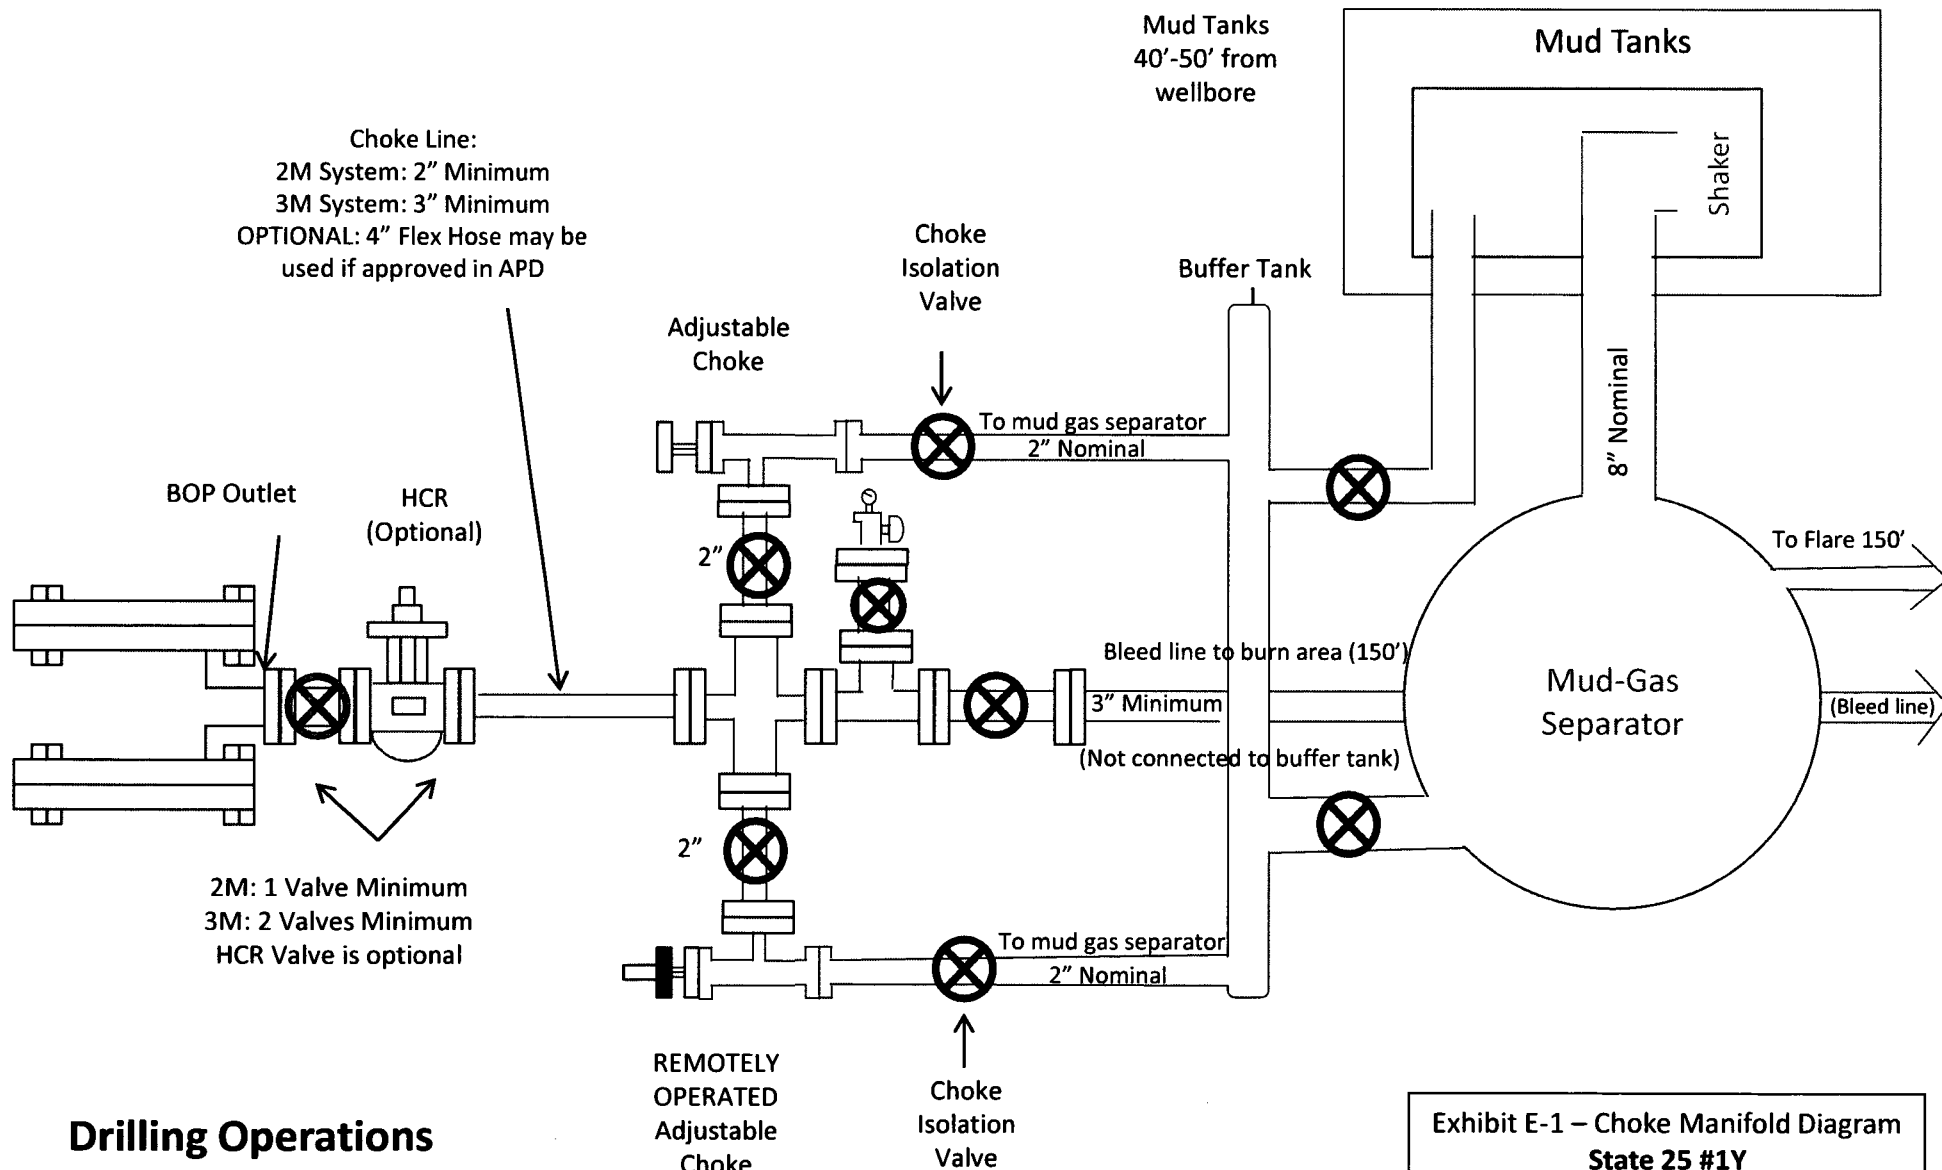 Mud Tanks
40’-50’ from
wellbore
Mud Tanks
Shaker
Choke Line:
2M System: 2” Minimum
3M System: 3” Minimum
OPTIONAL: 4” Flex Hose may be
used if approved in APD
Choke
Isolation
Valve
Buffer Tank
Adjustable
Choke
8” Nominal
To mud gas separator
2” Nominal
BOP Outlet
HCR
(Optional)
2”
To Flare 150’
Bleed line to burn area (150’)
3” Minimum
(Not connected to buffer tank)
Mud-Gas
Separator
(Bleed line)
2”
2M: 1 Valve Minimum
3M: 2 Valves Minimum
HCR Valve is optional
To mud gas separator
2” Nominal
REMOTELY
OPERATED
Adjustable
Choke
Choke
Isolation
Valve
Drilling Operations
Exhibit E-1 – Choke Manifold Diagram
State 25 #1Y